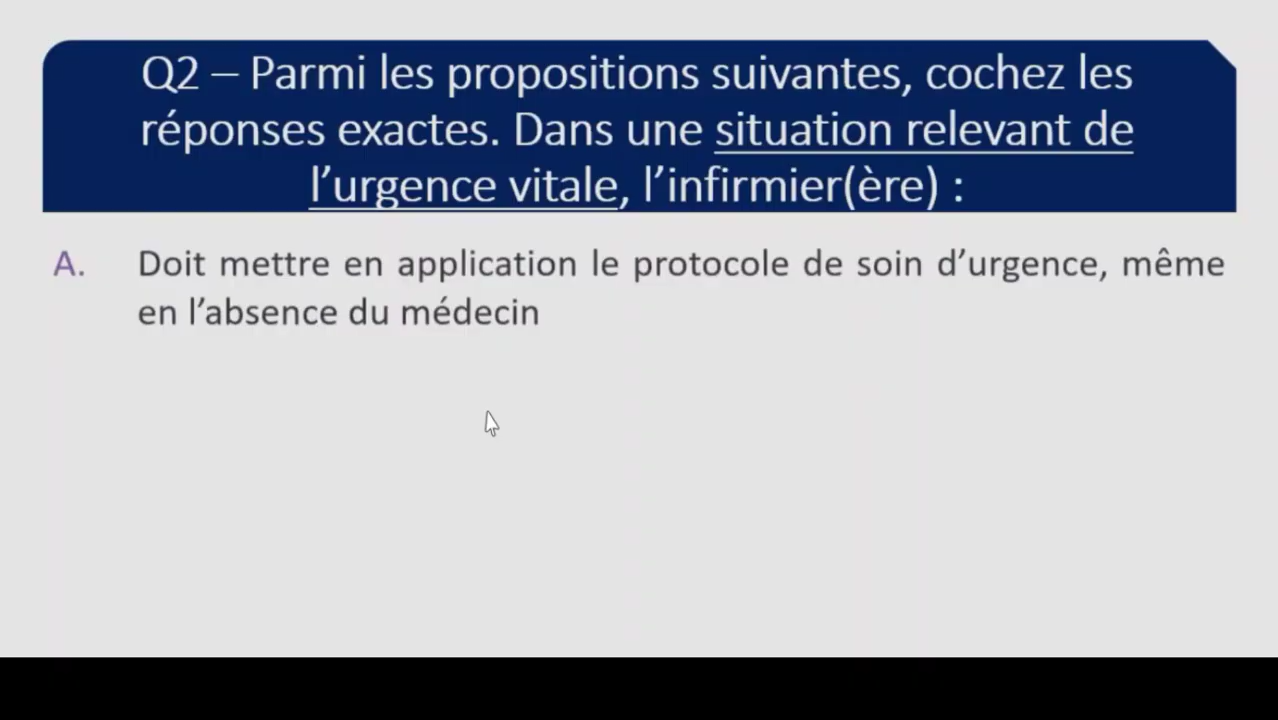 Q2 – Parmi les propositions suivantes, cochez les
réponses exactes. Dans une situation relevant de
l’urgence vitale, l’infirmier(ère) :
A. Doit mettre en application le protocole de soin d’urgence, même
en l’absence du médecin